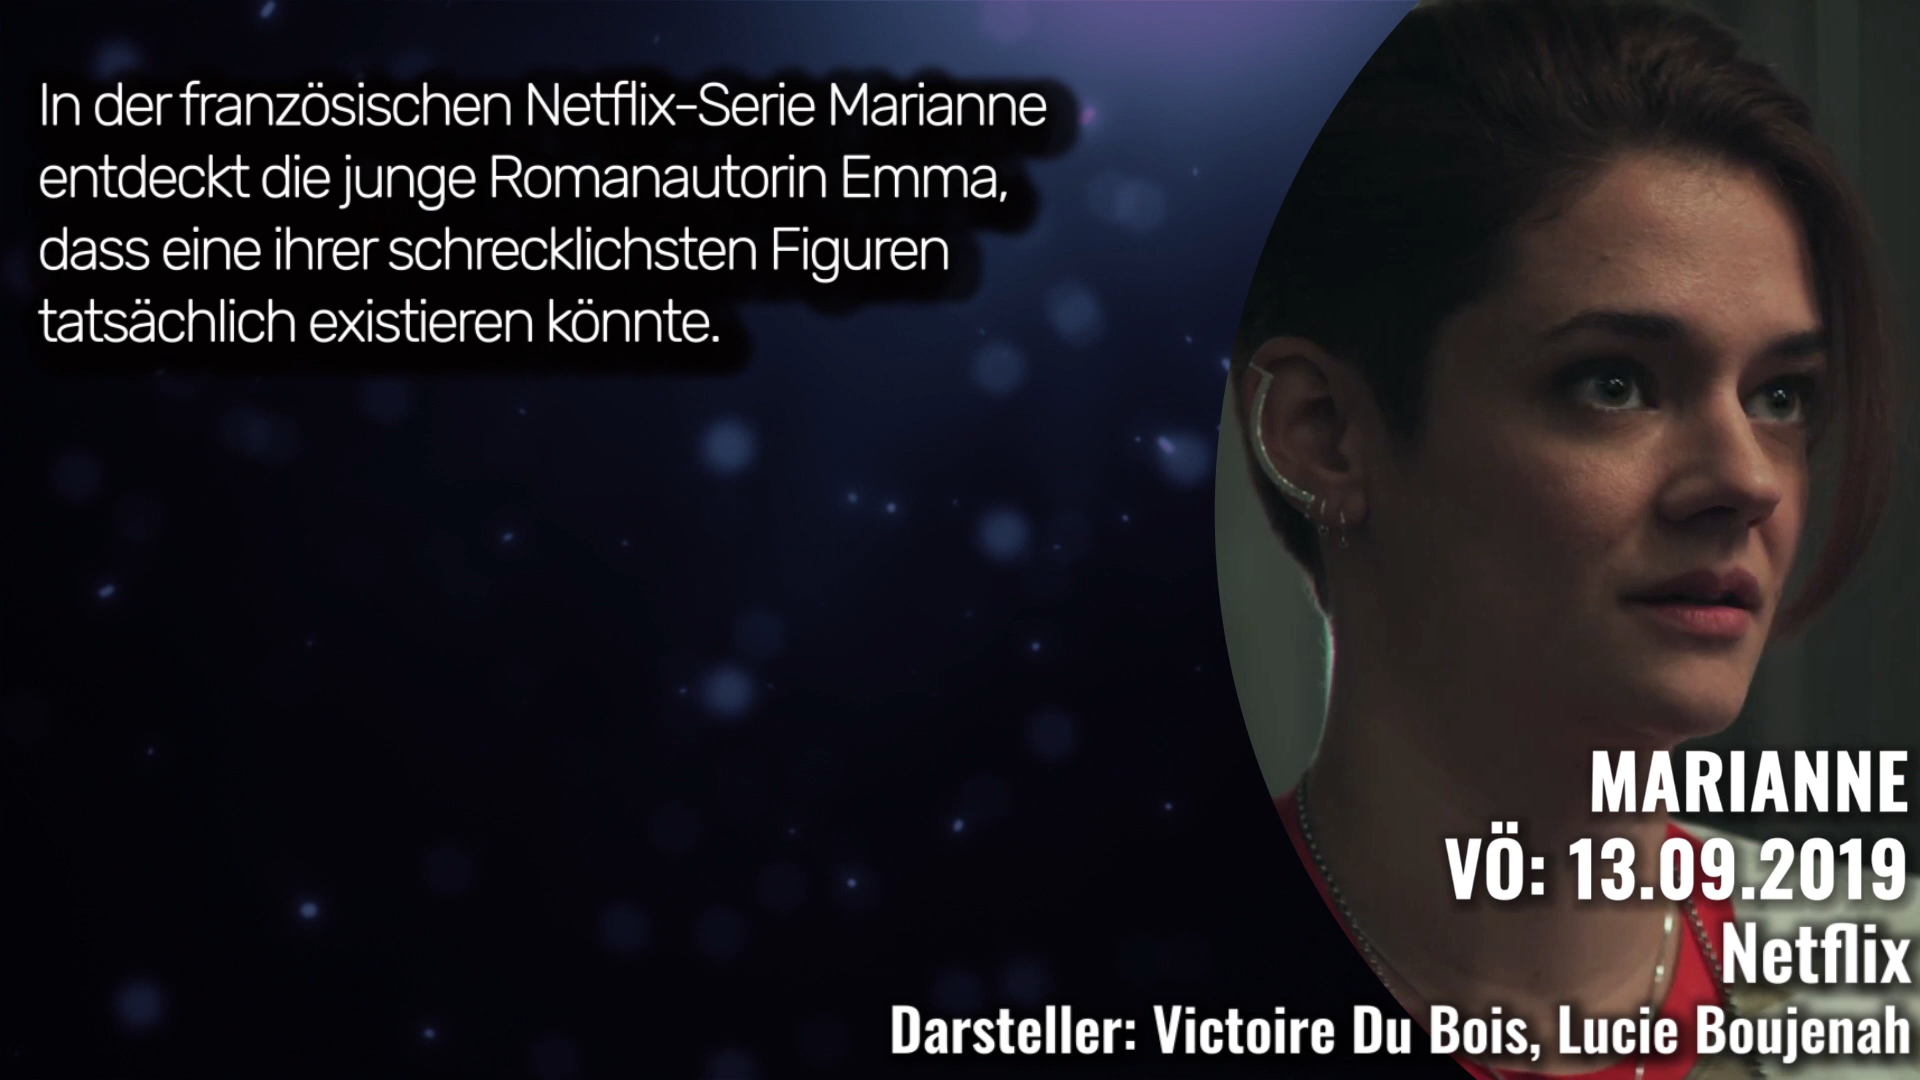 In der französischen Netflix-Serie Marianne
entdeckt die junge Romanautorin Emma,
dass eine ihrer schrecklichsten Figuren
tatsächlich existieren könnte.
MARIANNE
VÖ: 13.09.2019
Netflix
Darsteller: Victoire Du Bois, Lucie Boujenah